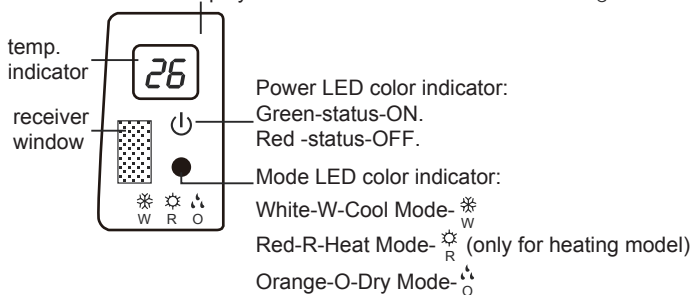 temp.
indicator
26
receiver
window
W R O
Power LED color indicator:
Green-status-ON.
Red -status-OFF.
Mode LED color indicator:
White-W-Cool Mode- W
Red-R-Heat Mode- R (only for heating model)
Orange-O-Dry Mode- O